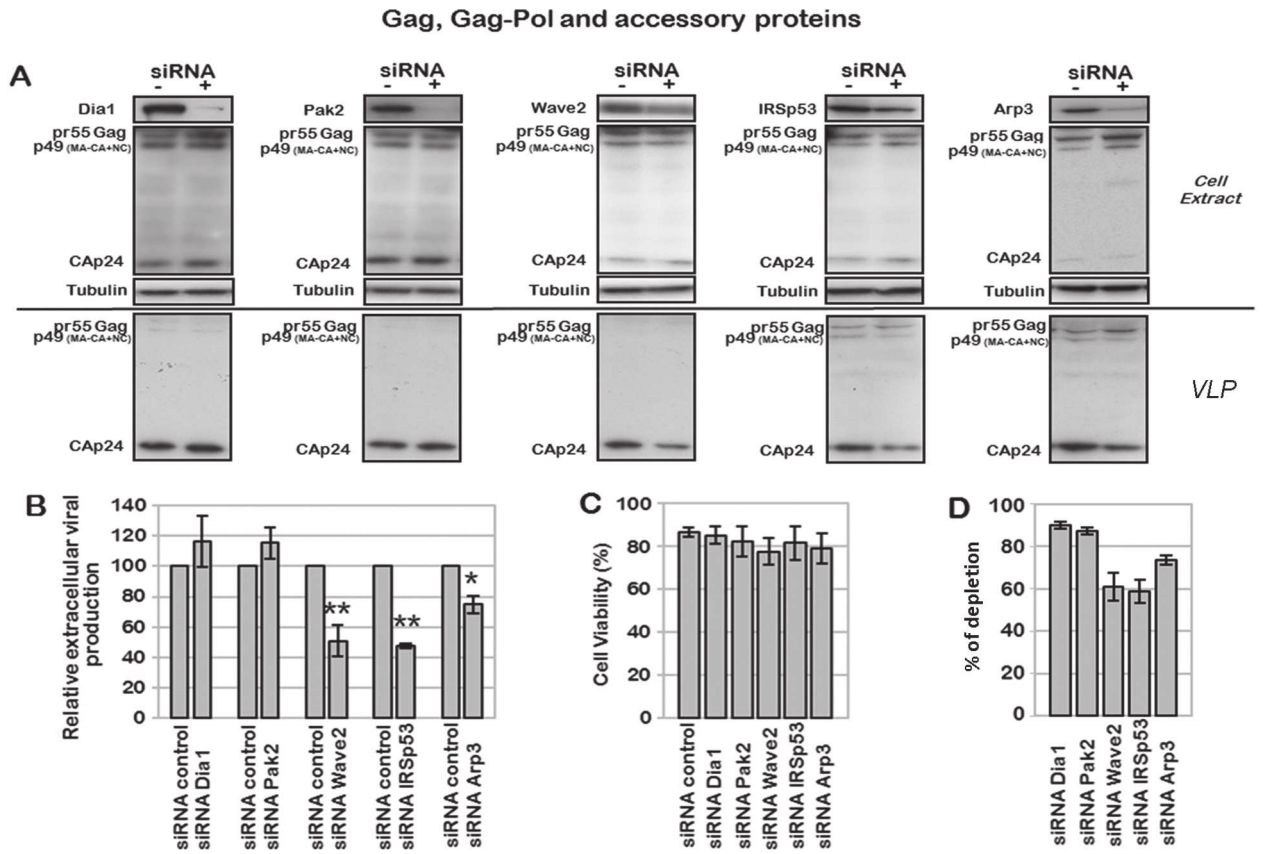 Gag, Gag-Pol and accessory proteins
A
siRNA
- +
siRNA
- +
siRNA
- +
siRNA
- +
siRNA
- +
Dia1
Pak2
Wave2
IRSp53
Arp3
pr55 Gag
p49 (MA-CA+NC)
pr55 Gag
p49 (MA-CA+NC)
pr55 Gag
p49 (MA-CA+NC)
pr55 Gag
p49 (MA-CA+NC)
pr55 Gag
p49 (MA-CA+NC)
Cell
Extract
CAp24
CAp24
CAp24
CAp24
CAp24
Tubulin
Tubulin
Tubulin
Tubulin
Tubulin
pr55 Gag
p49 (MA-CA+NC)
pr55 Gag
p49 (MA-CA+NC)
pr55 Gag
p49 (MA-CA+NC)
pr55 Gag
p49 (MA-CA+NC)
pr55 Gag
p49 (MA-CA+NC)
VLP
CAp24
CAp24
CAp24
CAp24
CAp24
B
Relative extracellular viral
production
140
120
100
80
60
40
20
0
**
**
*
siRNA control
siRNA Dia1
siRNA control
siRNA Pak2
siRNA control
siRNA Wave2
siRNA control
siRNA IRSp53
siRNA control
siRNA Arp3
C
Cell Viability (%)
100
80
60
40
20
0
siRNA control
siRNA Dia1
siRNA Pak2
siRNA Wave2
siRNA IRSp53
siRNA Arp3
D
% of depletion
100
80
60
40
20
0
siRNA Dia1
siRNA Pak2
siRNA Wave2
siRNA IRSp53
siRNA Arp3